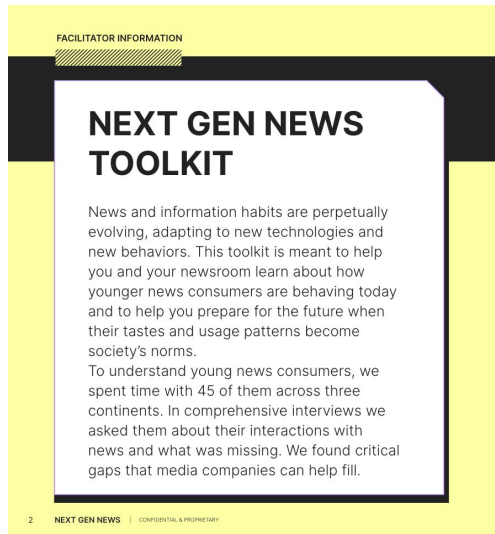 FACILITATOR INFORMATION
NEXT GEN NEWS
TOOLKIT
News and information habits are perpetually
evolving, adapting to new technologies and
new behaviors. This toolkit is meant to help
you and your newsroom learn about how
younger news consumers are behaving today
and to help you prepare for the future when
their tastes and usage patterns become
society’s norms.
To understand young news consumers, we
spent time with 45 of them across three
continents. In comprehensive interviews we
asked them about their interactions with
news and what was missing. We found critical
gaps that media companies can help fill.
2 NEXT GEN NEWS | CONFIDENTIAL & PROPRIETARY